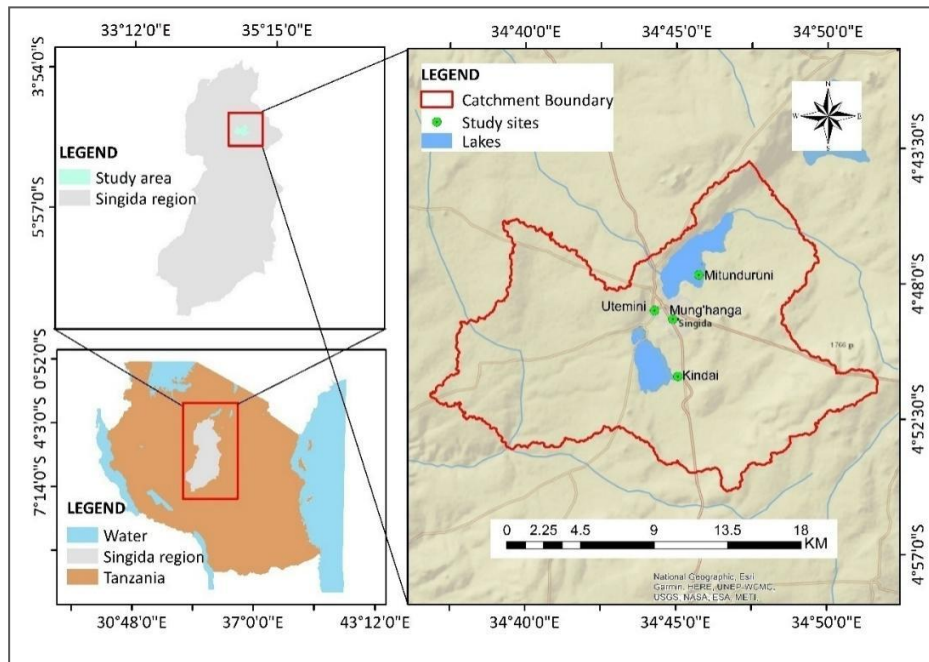 33°12'0"E 35°15'0"E
3°54'0"S
5°57'0"S
LEGEND
Study area
Singida region
0°52'0"S
4°3'0"S
7°14'0"S
LEGEND
Water
Singida region
Tanzania
30°48'0"E 37°0'0"E 43°12'0"E
34°40'0"E 34°45'0"E 34°50'0"E
LEGEND
Catchment Boundary
Study sites
Lakes
N
W
S
4°43'30"S
4°48'0"S
4°52'30"S
4°57'0"S
Mitunduruni
Utemini
Mung'hanga
Singida
Kindai
0 2.25 4.5 9 13.5 18
KM
National Geographic, Esri
Garmin, HERE, UNEP-WCMC,
USGS, NASA, ESA, METI,
34°40'0"E 34°45'0"E 34°50'0"E